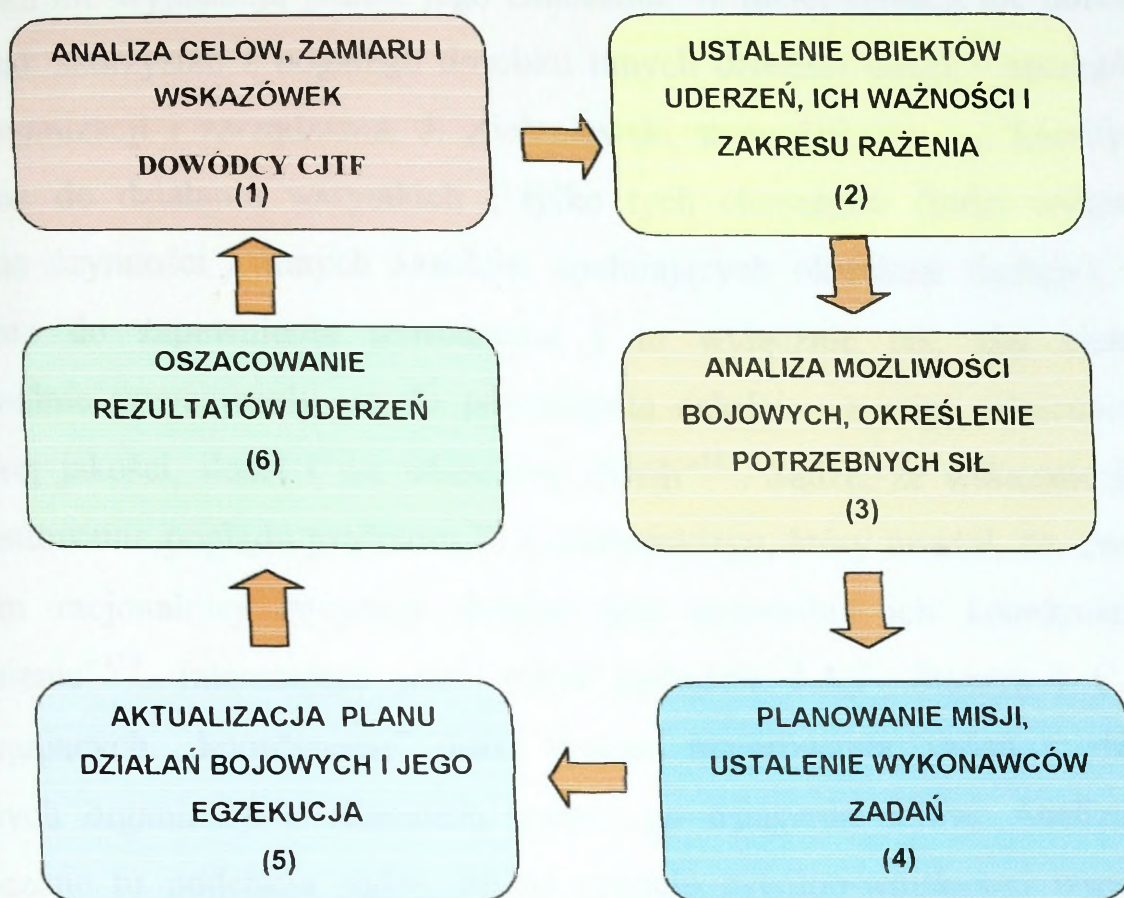 ANALIZA CELÓW, ZAMIARU I
WSKAZÓWEK
DOWÓDCY CJTF
(1)
USTALENIE OBIEKTÓW
UDERZEŃ, ICH WAŻNOŚCI I
ZAKRESU RAŻENIA
(2)
ANALIZA MOŻLIWOŚCI
BOJOWYCH, OKREŚLENIE
POTRZEBNYCH SIŁ
(3)
PLANOWANIE MISJI,
USTALENIE WYKONAWCÓW
ZADAŃ
(4)
AKTUALIZACJA PLANU
DZIAŁAŃ BOJOWYCH I JEGO
EGZEKUCJA
(5)
OSZACOWANIE
REZULTATÓW UDERZEŃ
(6)